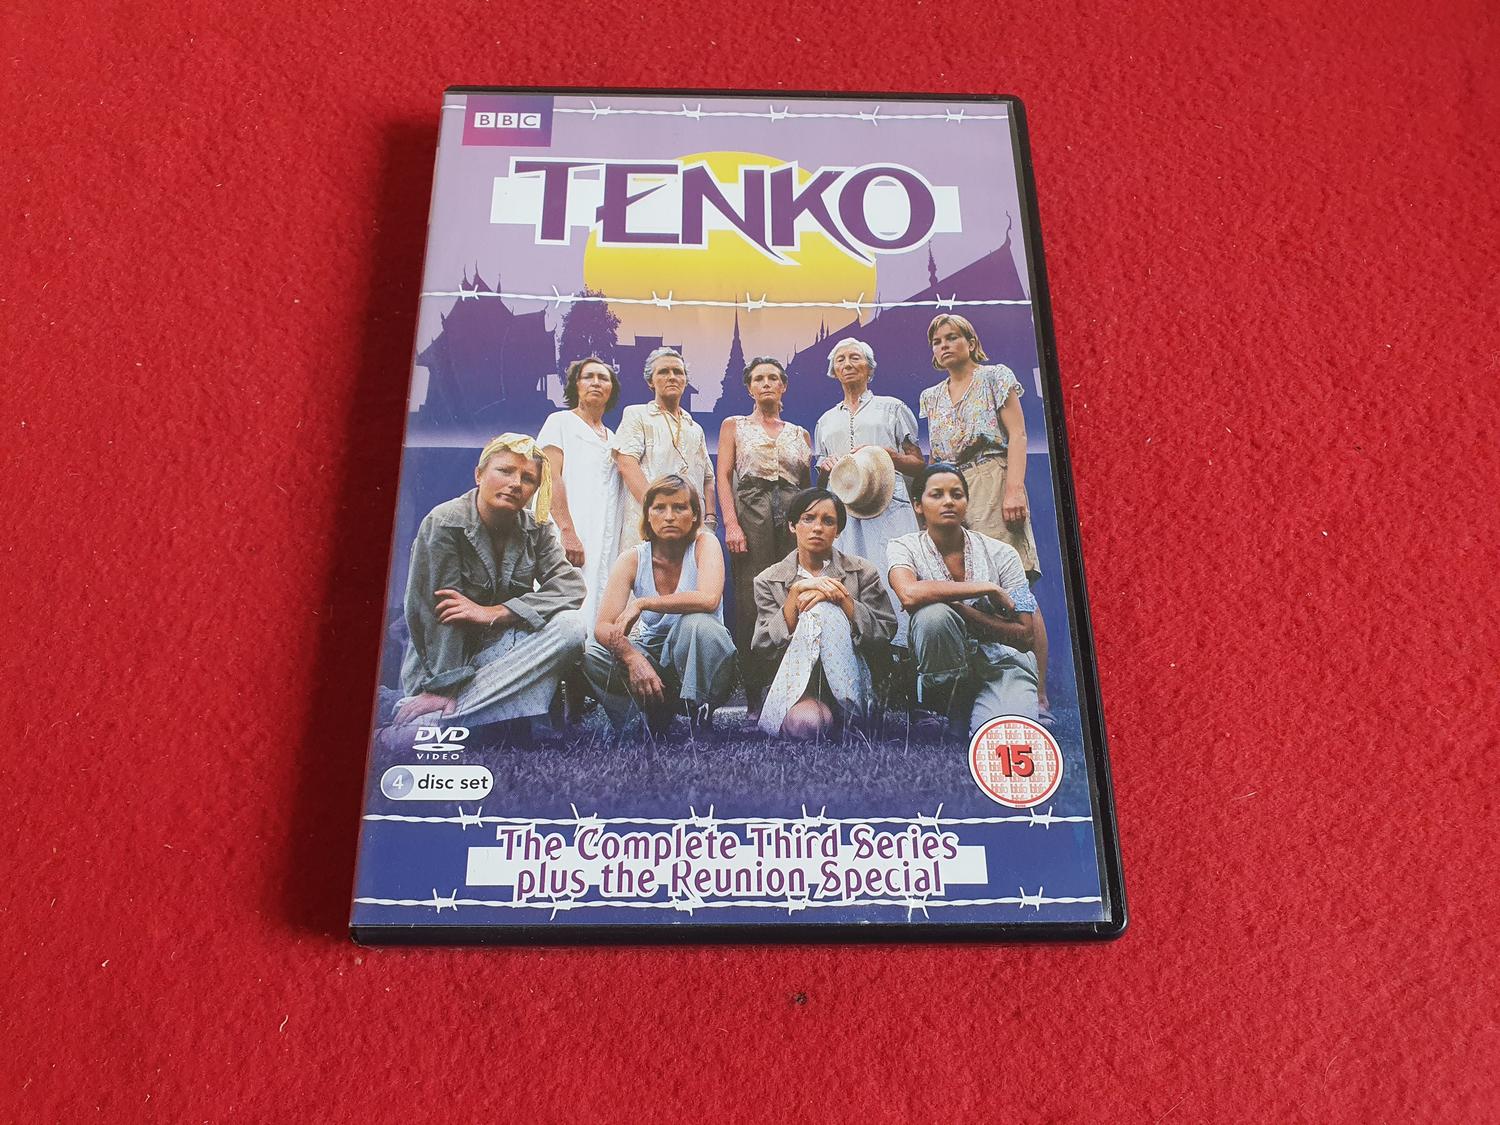 BBC
TENKO
DVD
VIDEO
4 disc set
15
The Complete Third Series
plus the Reunion Special